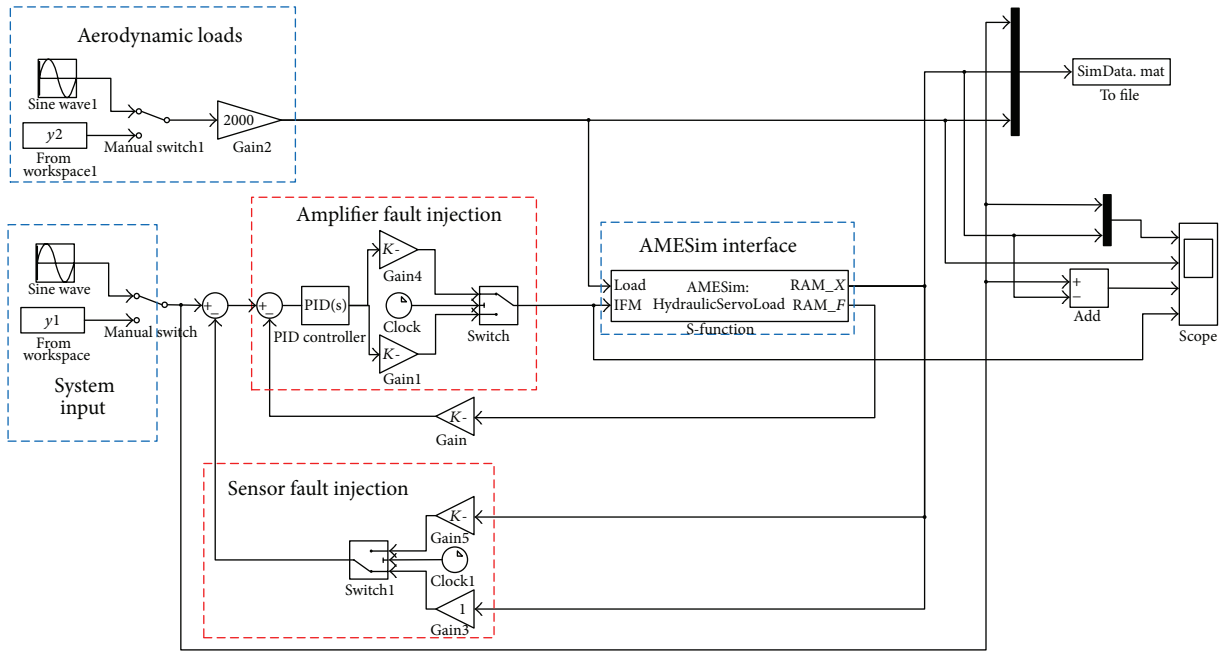 Aerodynamic loads
Sine wave1
y2
From
workspace1
Manual switch1
2000
Gain2
SimData. mat
To file
System
input
Sine wave
y1
From
workspace
Manual switch
+
−
Amplifier fault injection
+
−
PID(s)
PID controller
K-
Gain4
Clock
K-
Gain1
Switch
AMESim interface
Load
IFM
AMESim:
HydraulicServoLoad
RAM_X
RAM_F
S-function
+
−
Add
Scope
K-
Gain
Sensor fault injection
K-
Gain5
Clock1
Switch1
1
Gain3